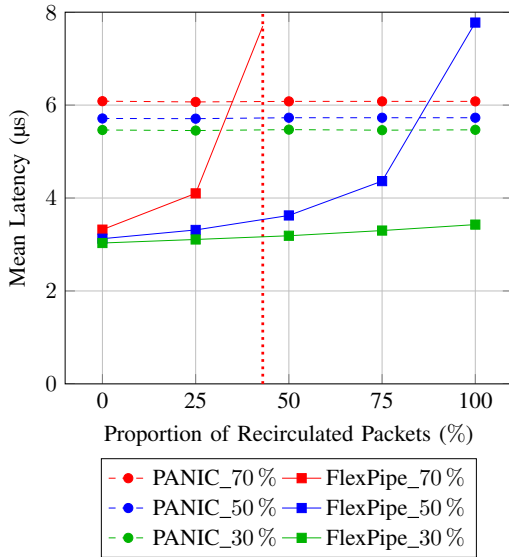 8
6
4
2
0
Mean Latency (µs)
0 25 50 75 100
Proportion of Recirculated Packets (%)
PANIC_70 % FlexPipe_70 %
PANIC_50 % FlexPipe_50 %
PANIC_30 % FlexPipe_30 %